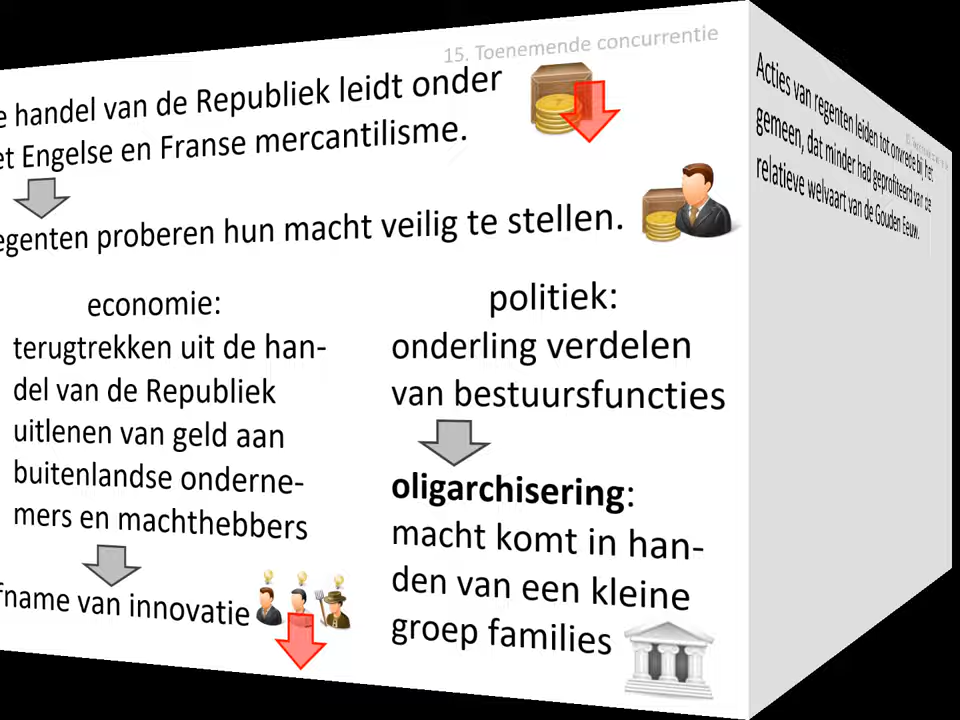 15. Toenemende concurrentie
e handel van de Republiek leidt onder
et Engelse en Franse mercantilisme.
egenten proberen hun macht veilig te stellen.
economie:
terugtrekken uit de han-
del van de Republiek
uitlenen van geld aan
buitenlandse onderne-
mers en machthebbers
fname van innovatie
politiek:
onderling verdelen
van bestuursfuncties
oligarchisering:
macht komt in han-
den van een kleine
groep families
Acties van regenten leiden tot onvrede bij het
gemeen, dat minder had geprofiteerd van de
relatieve welvaart van de Gouden Eeuw.